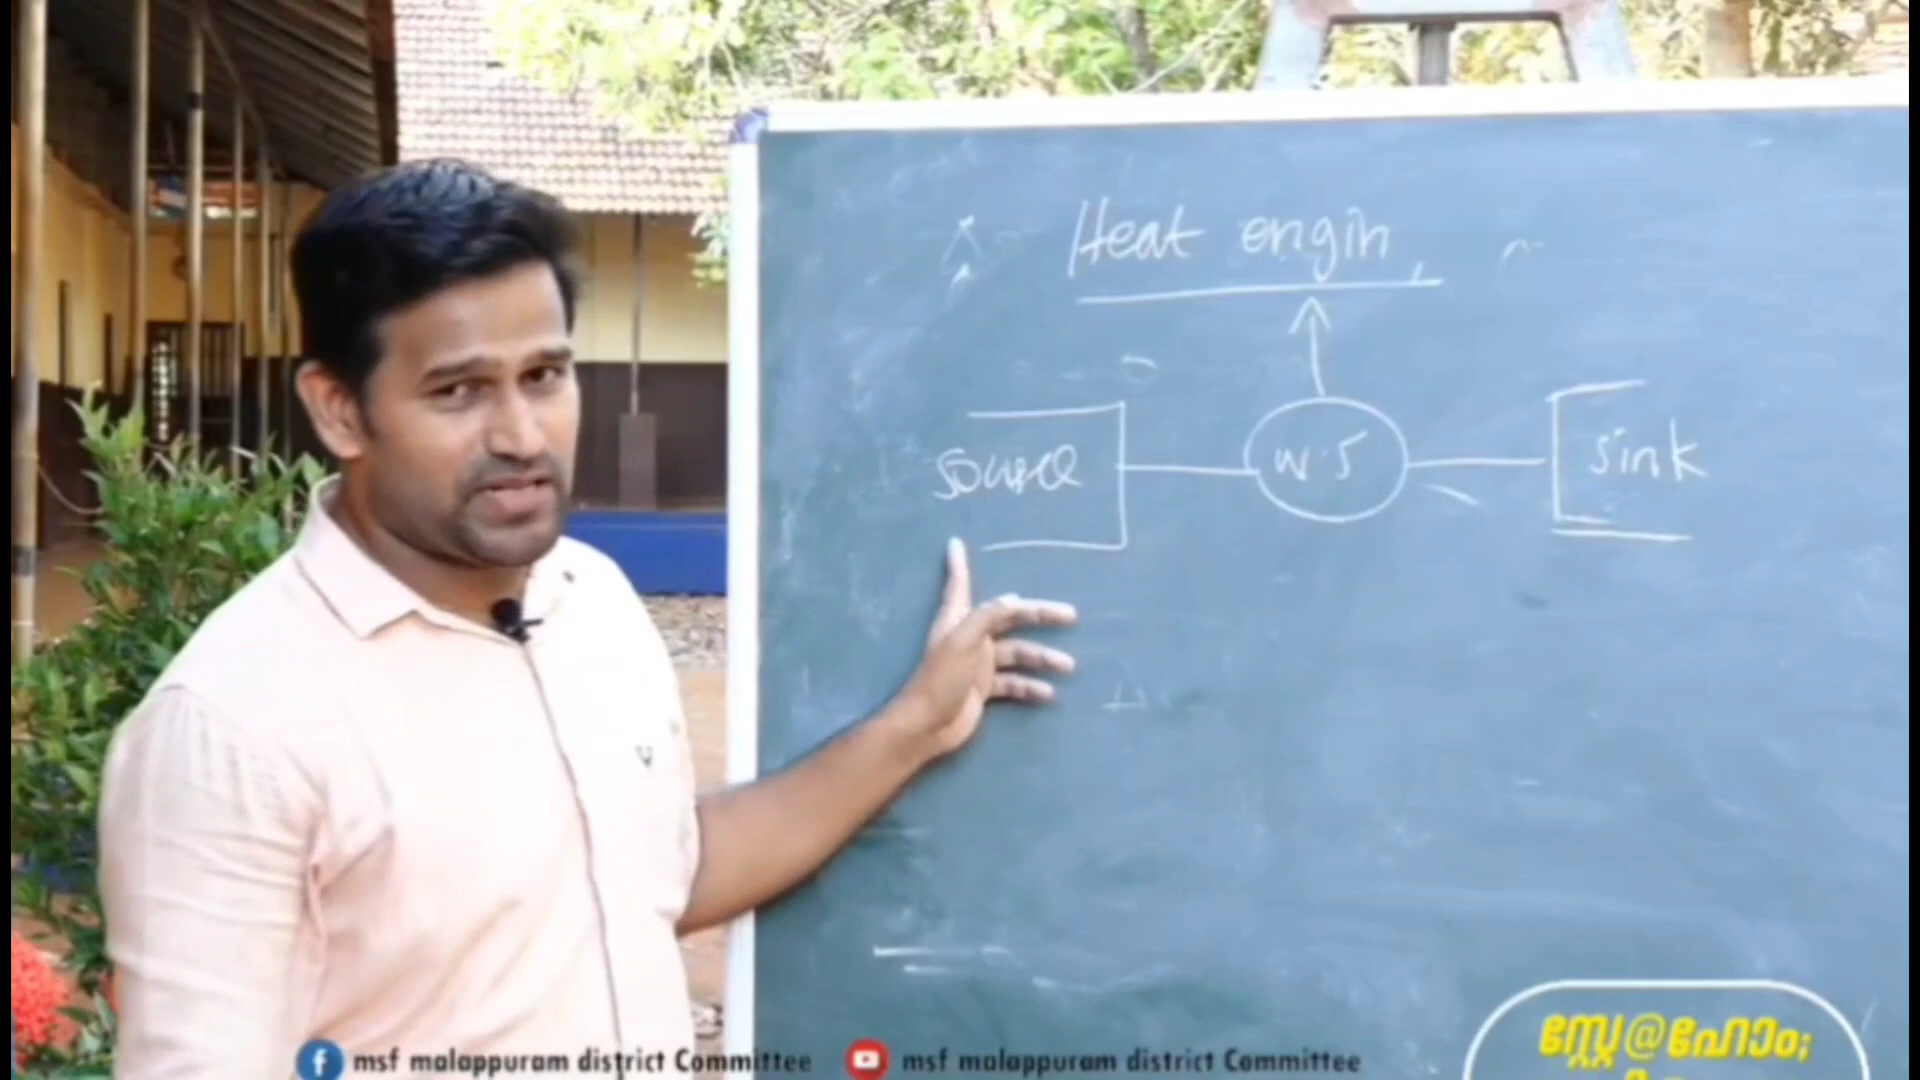 Heat engin
source W.S sink
msf malappuram district Committee msf malappuram district Committee
സ്റ്റേ@ഹോം;